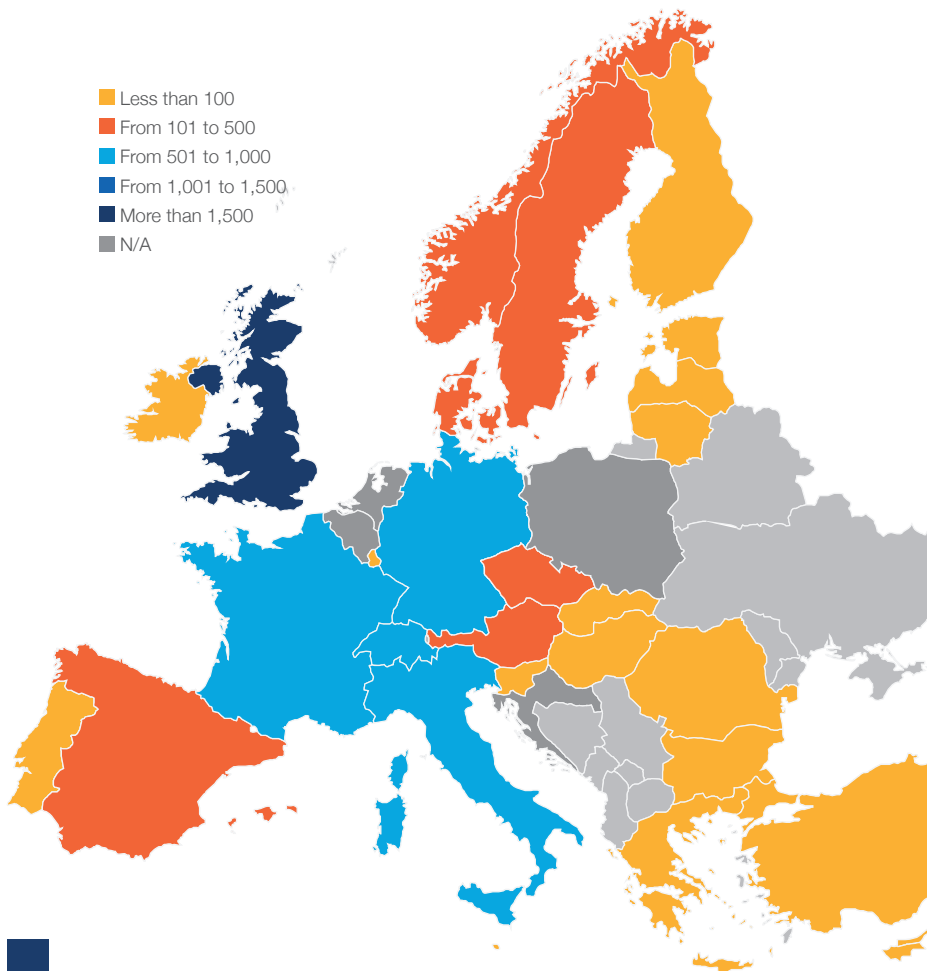 Less than 100
From 101 to 500
From 501 to 1,000
From 1,001 to 1,500
More than 1,500
N/A